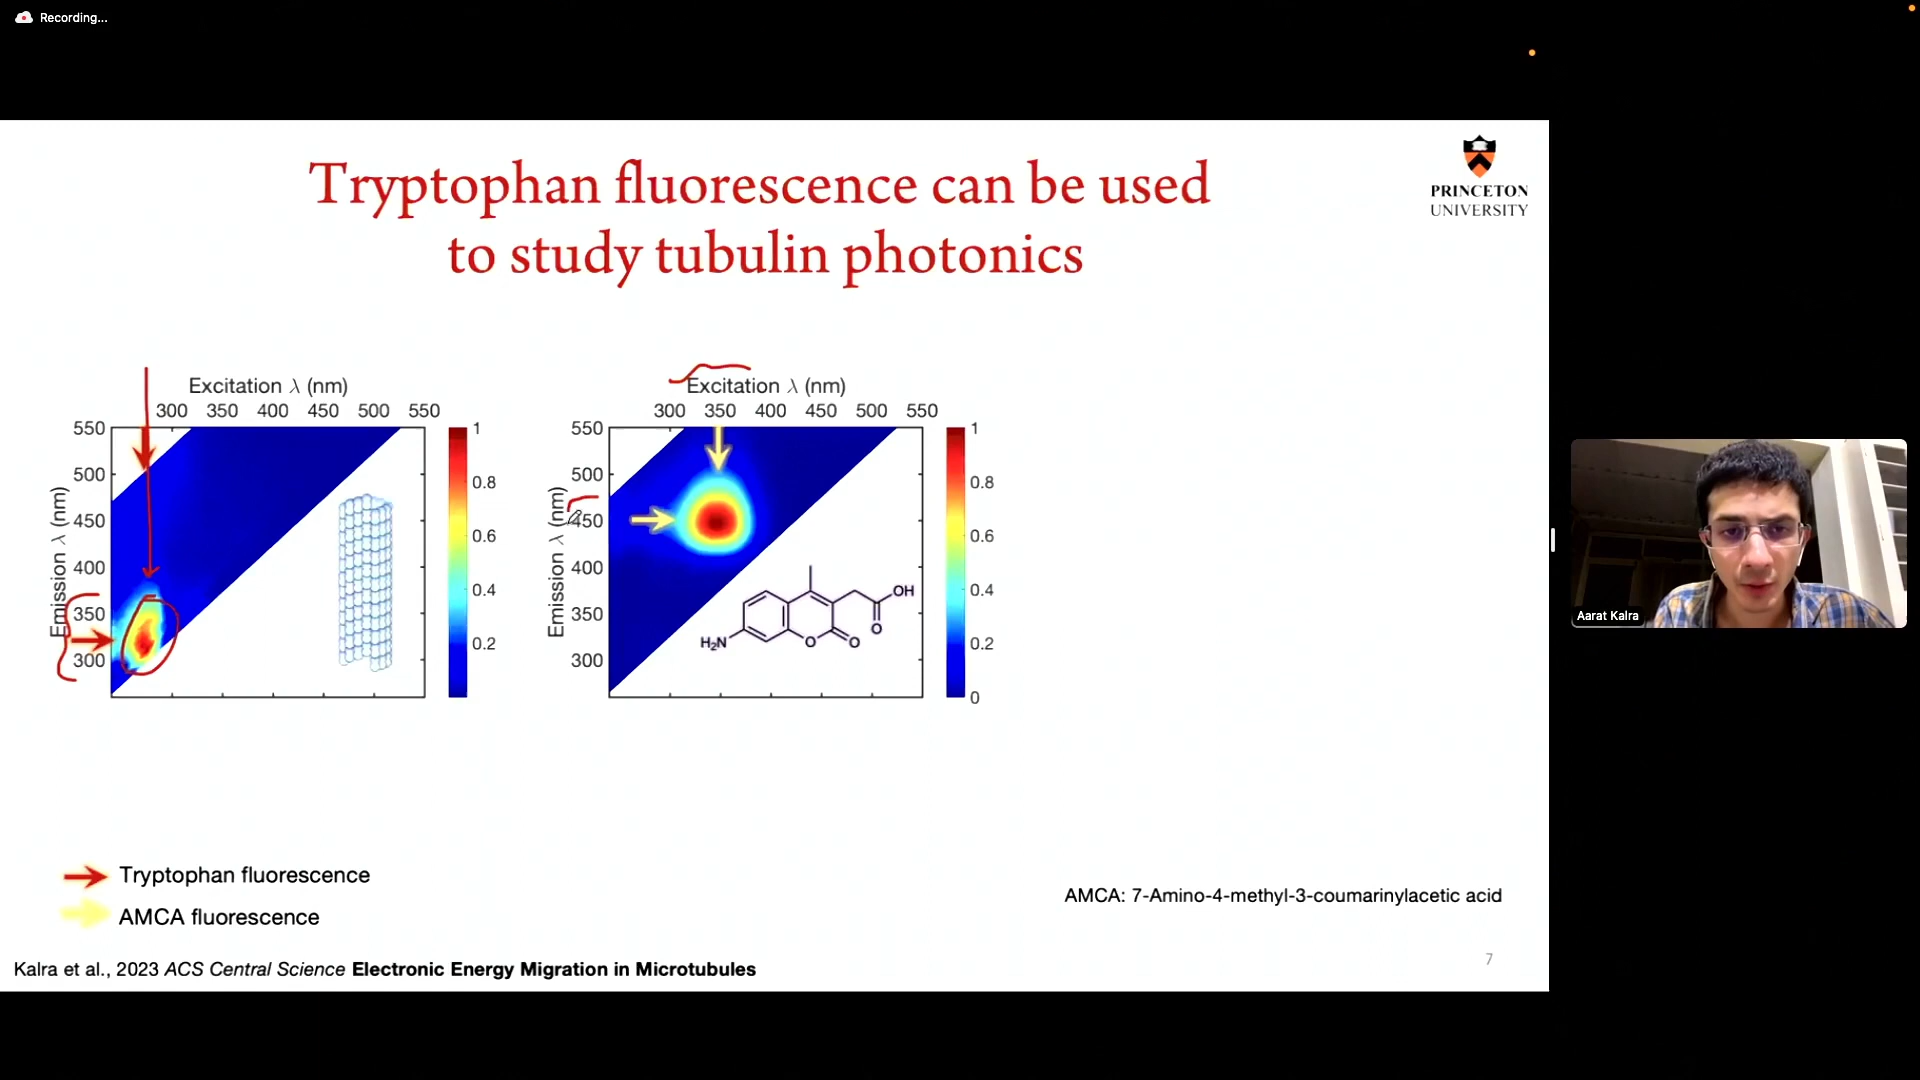 Recording...
Tryptophan fluorescence can be used
to study tubulin photonics
PRINCETON
UNIVERSITY
Excitation λ (nm)
300 350 400 450 500 550
550
500
450
400
350
300
Emission λ (nm)
1
0.8
0.6
0.4
0.2
Excitation λ (nm)
300 350 400 450 500 550
550
500
450
400
350
300
Emission λ (nm)
1
0.8
0.6
0.4
0.2
0
OH
O
H₂N
O
O
Aarat Kalra
Tryptophan fluorescence
AMCA fluorescence
AMCA: 7-Amino-4-methyl-3-coumarinylacetic acid
Kalra et al., 2023 ACS Central Science Electronic Energy Migration in Microtubules
7